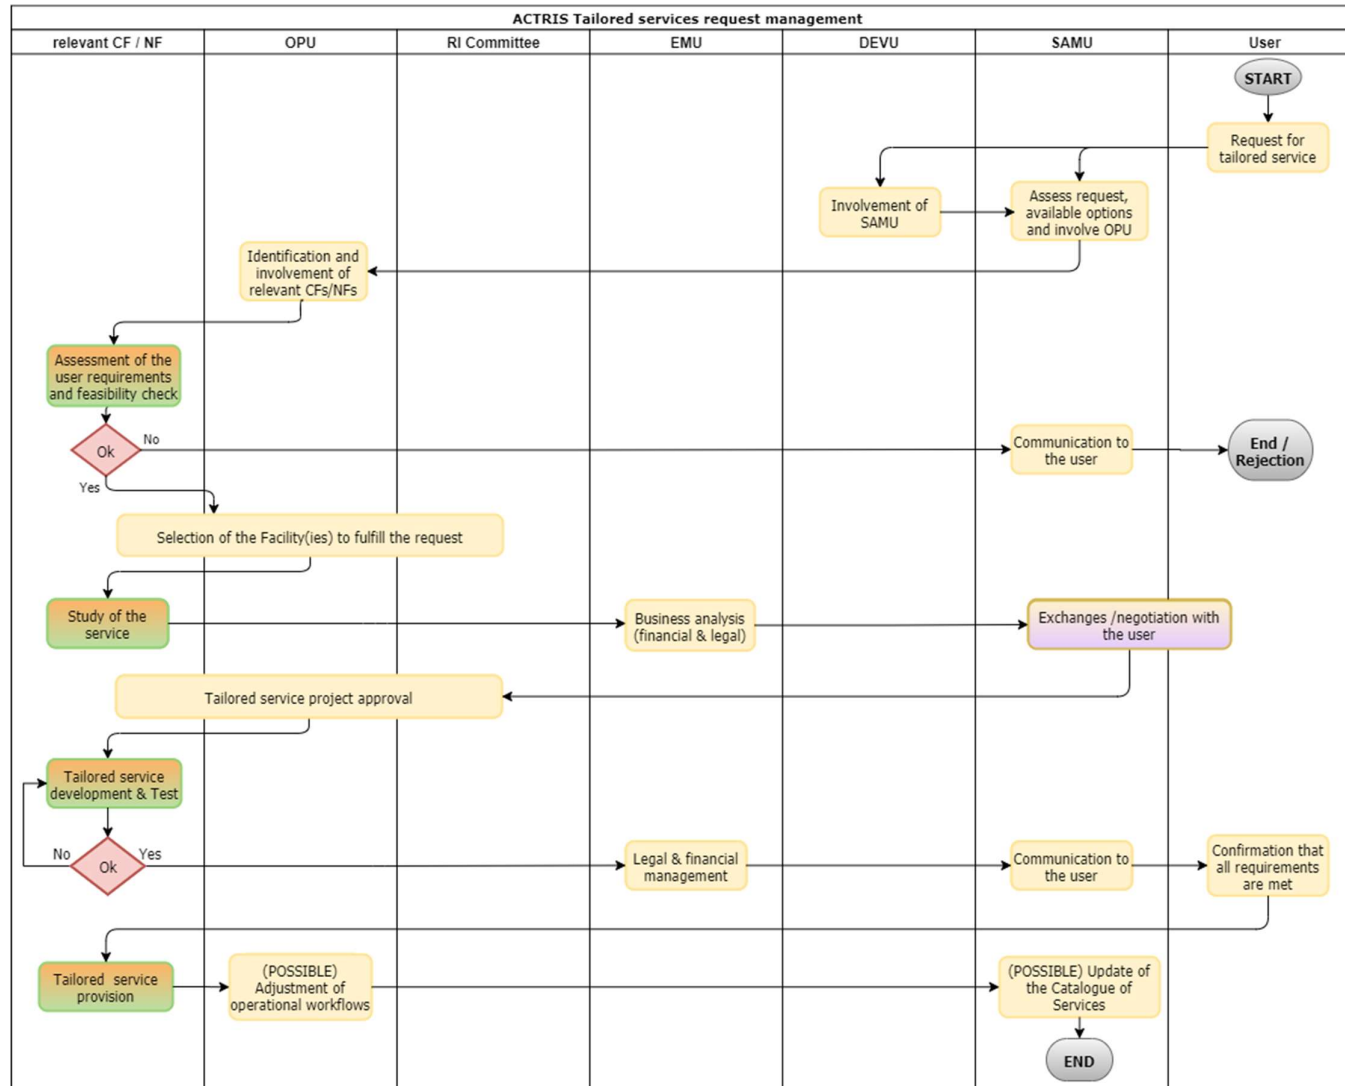 ACTRIS Tailored services request management
relevant CF / NF
OPU
RI Committee
EMU
DEVU
SAMU
User
START
Request for
tailored service
Involvement of
SAMU
Assess request,
available options
and involve OPU
Identification and
involvement of
relevant CFs/NFs
Assessment of the
user requirements
and feasibility check
Ok
No
Yes
Communication to
the user
End /
Rejection
Selection of the Facility(ies) to fulfill the request
Study of the
service
Business analysis
(financial & legal)
Exchanges /negotiation with
the user
Tailored service project approval
Tailored service
development & Test
No
Ok
Yes
Legal & financial
management
Communication to
the user
Confirmation that
all requirements
are met
Tailored service
provision
(POSSIBLE)
Adjustment of
operational workflows
(POSSIBLE) Update of
the Catalogue of
Services
END